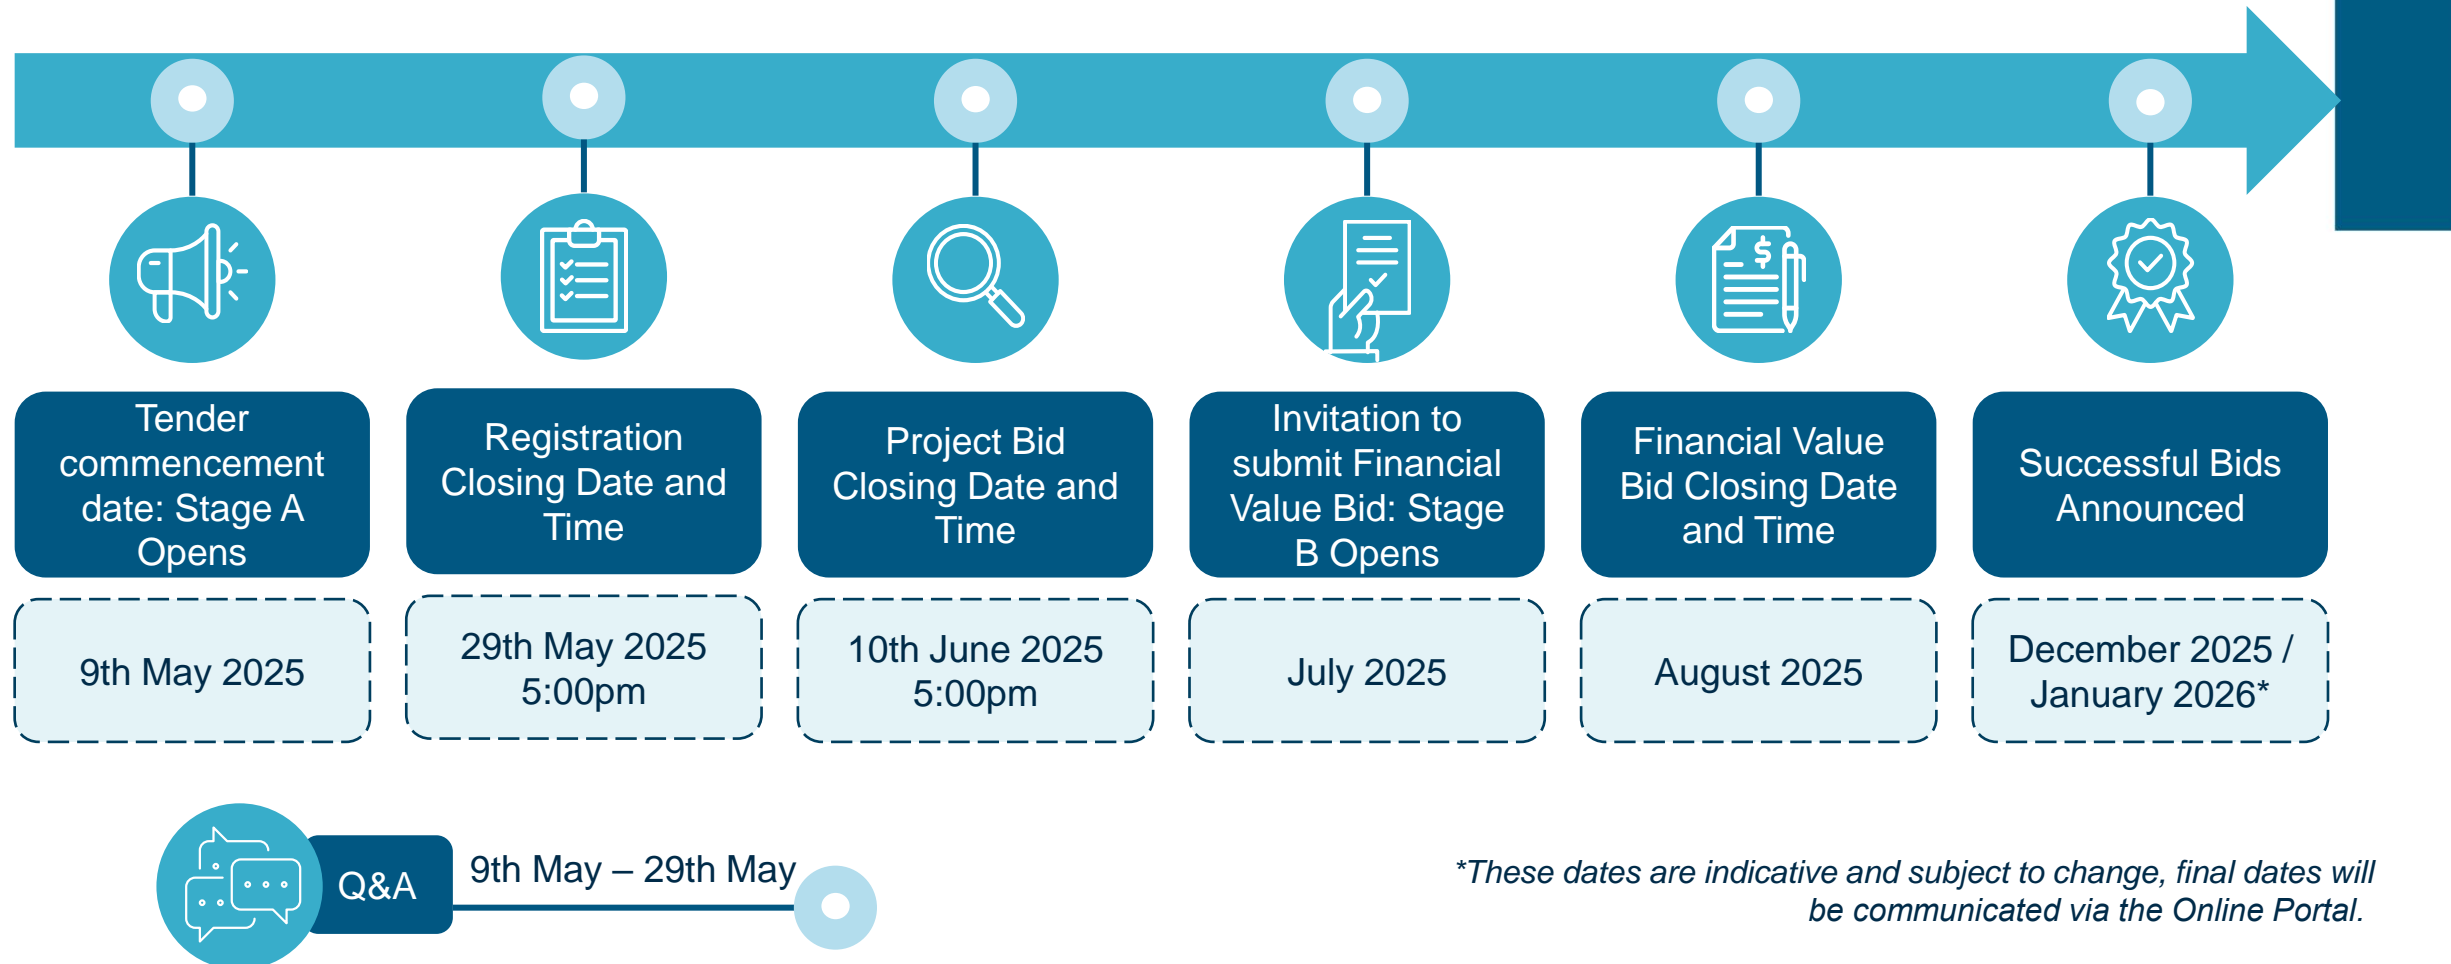 Tender
commencement
date: Stage A
Opens
9th May 2025
Registration
Closing Date and
Time
29th May 2025
5:00pm
Project Bid
Closing Date and
Time
10th June 2025
5:00pm
Invitation to
submit Financial
Value Bid: Stage
B Opens
July 2025
$
Financial Value
Bid Closing Date
and Time
August 2025
Successful Bids
Announced
December 2025 /
January 2026*
Q&A
9th May – 29th May
*These dates are indicative and subject to change, final dates will
be communicated via the Online Portal.